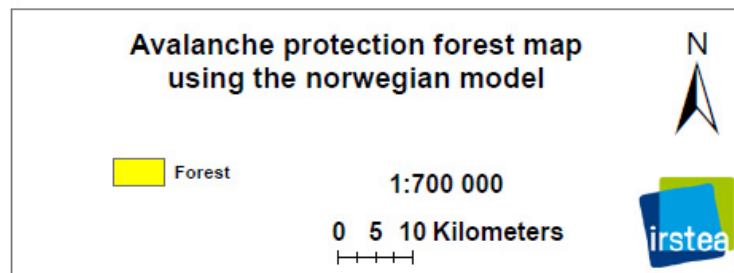 Avalanche protection forest map
using the norwegian model
N
Forest
1:700 000
0 5 10 Kilometers
irstea